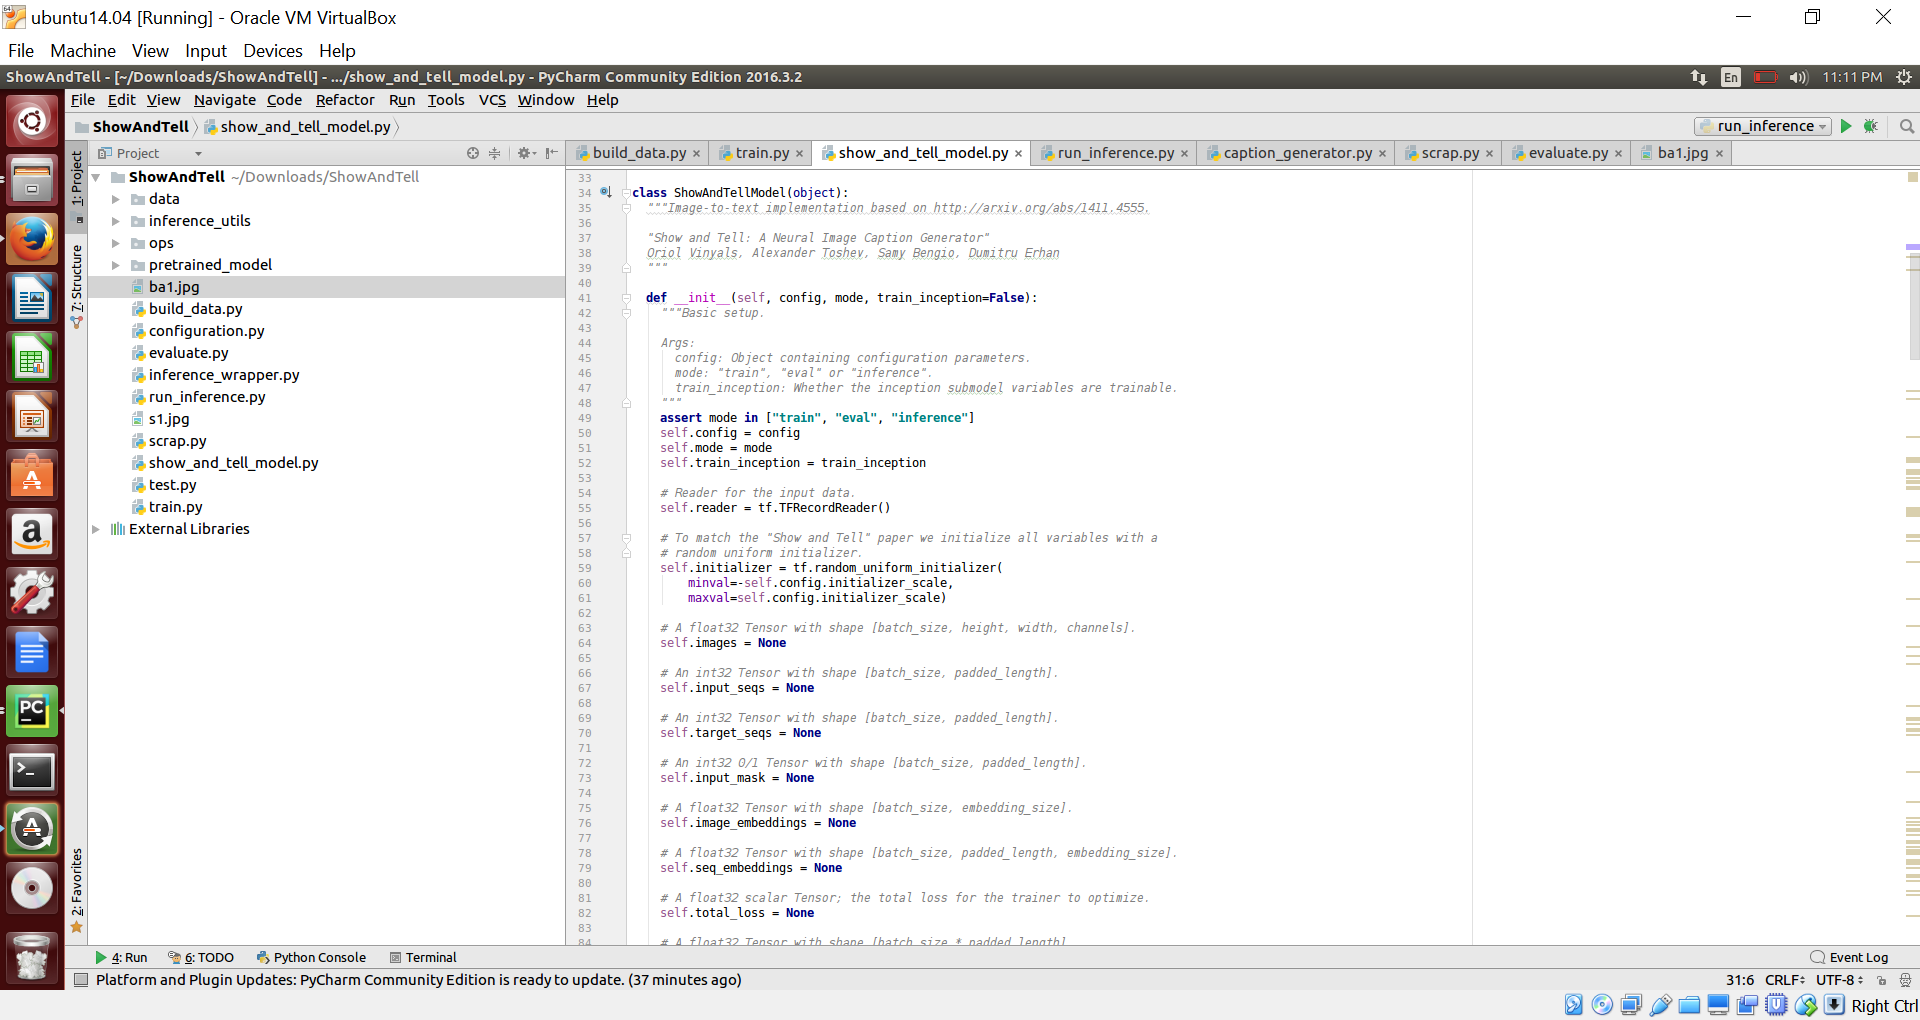 ubuntu14.04 [Running] - Oracle VM VirtualBox
File Machine View Input Devices Help
ShowAndTell - [~/Downloads/ShowAndTell] - .../show_and_tell_model.py - PyCharm Community Edition 2016.3.2
En 11:11 PM
File Edit View Navigate Code Refactor Run Tools VCS Window Help
ShowAndTell show_and_tell_model.py run_inference
Project
build_data.py train.py show_and_tell_model.py run_inference.py caption_generator.py scrap.py evaluate.py ba1.jpg
1: Project
7: Structure
2: Favorites
ShowAndTell ~/Downloads/ShowAndTell
data
inference_utils
ops
pretrained_model
ba1.jpg
build_data.py
configuration.py
evaluate.py
inference_wrapper.py
run_inference.py
s1.jpg
scrap.py
show_and_tell_model.py
test.py
train.py
External Libraries
33
34 class ShowAndTellModel(object):
35 """Image-to-text implementation based on http://arxiv.org/abs/1411.4555.
36
37 "Show and Tell: A Neural Image Caption Generator"
38 Oriol Vinyals, Alexander Toshev, Samy Bengio, Dumitru Erhan
39 """
40
41 def __init__(self, config, mode, train_inception=False):
42 """Basic setup.
43
44 Args:
45 config: Object containing configuration parameters.
46 mode: "train", "eval" or "inference".
47 train_inception: Whether the inception submodel variables are trainable.
48 """
49 assert mode in ["train", "eval", "inference"]
50 self.config = config
51 self.mode = mode
52 self.train_inception = train_inception
53
54 # Reader for the input data.
55 self.reader = tf.TFRecordReader()
56
57 # To match the "Show and Tell" paper we initialize all variables with a
58 # random uniform initializer.
59 self.initializer = tf.random_uniform_initializer(
60 minval=-self.config.initializer_scale,
61 maxval=self.config.initializer_scale)
62
63 # A float32 Tensor with shape [batch_size, height, width, channels].
64 self.images = None
65
66 # An int32 Tensor with shape [batch_size, padded_length].
67 self.input_seqs = None
68
69 # An int32 Tensor with shape [batch_size, padded_length].
70 self.target_seqs = None
71
72 # An int32 0/1 Tensor with shape [batch_size, padded_length].
73 self.input_mask = None
74
75 # A float32 Tensor with shape [batch_size, embedding_size].
76 self.image_embeddings = None
77
78 # A float32 Tensor with shape [batch_size, padded_length, embedding_size].
79 self.seq_embeddings = None
80
81 # A float32 scalar Tensor; the total loss for the trainer to optimize.
82 self.total_loss = None
83
84 # A float32 Tensor with shape [batch_size * padded_length]
4: Run 6: TODO Python Console Terminal Event Log
Platform and Plugin Updates: PyCharm Community Edition is ready to update. (37 minutes ago) 31:6 CRLF UTF-8
Right Ctrl